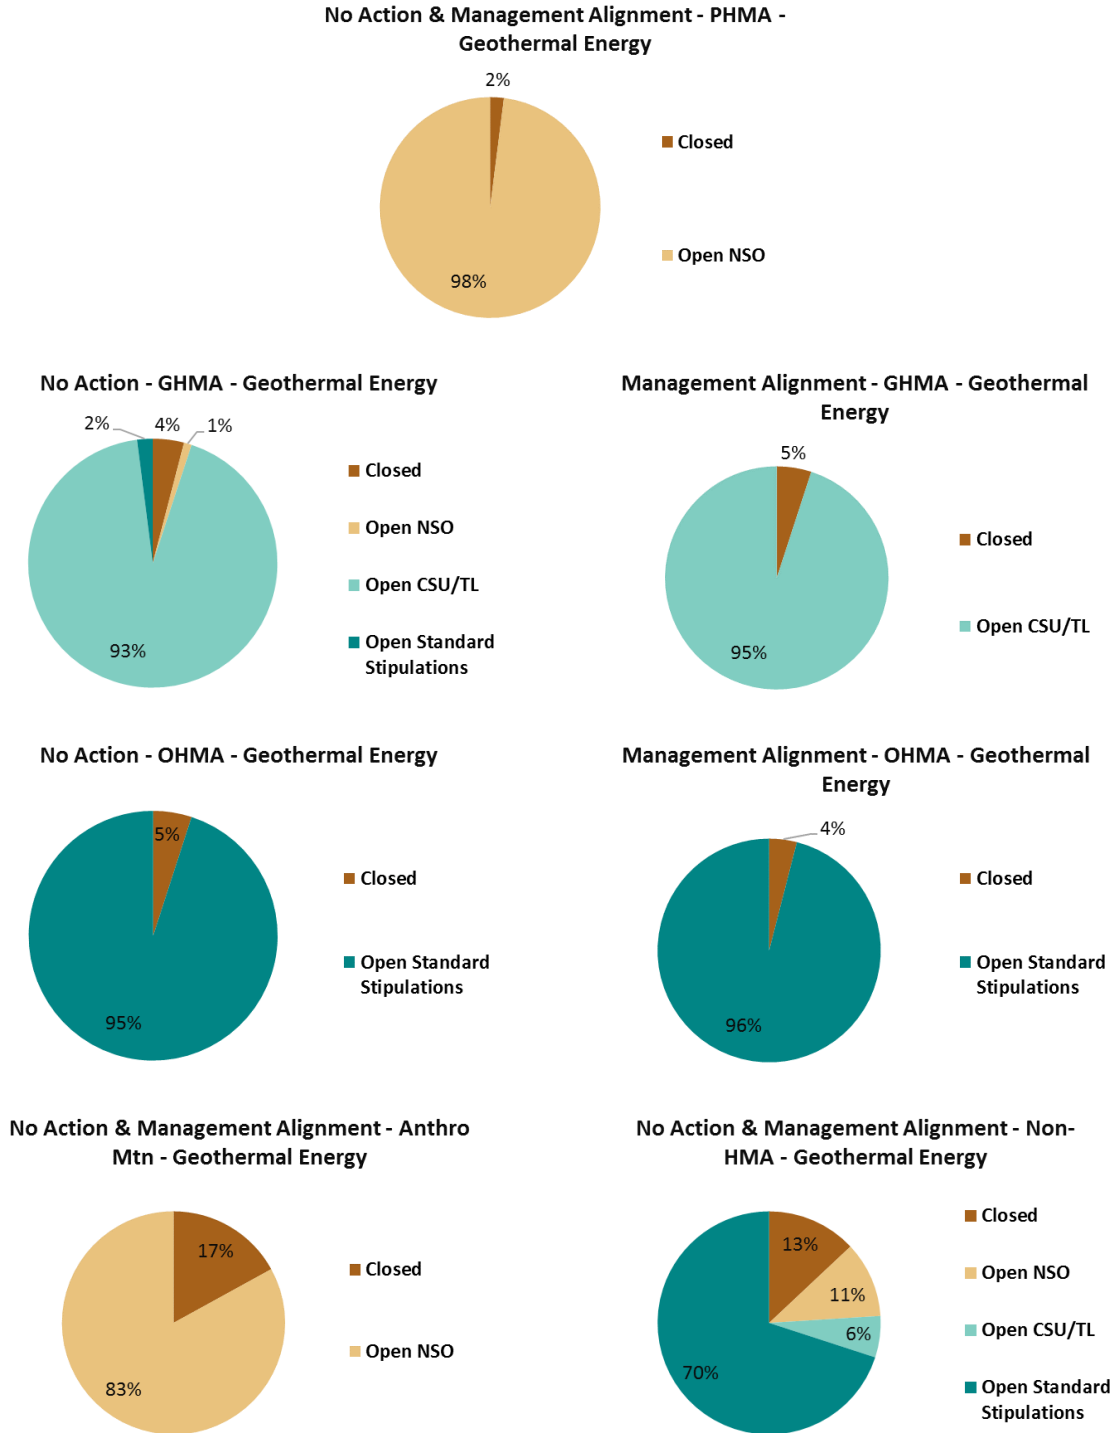 No Action & Management Alignment - PHMA -
Geothermal Energy
2%
Closed
Open NSO
98%
No Action - GHMA - Geothermal Energy
2%
4%
1%
Closed
Open NSO
Open CSU/TL
Open Standard
Stipulations
93%
Management Alignment - GHMA - Geothermal
Energy
5%
Closed
Open CSU/TL
95%
No Action - OHMA - Geothermal Energy
5%
Closed
Open Standard
Stipulations
95%
Management Alignment - OHMA - Geothermal
Energy
4%
Closed
Open Standard
Stipulations
96%
No Action & Management Alignment - Anthro
Mtn - Geothermal Energy
17%
Closed
Open NSO
83%
No Action & Management Alignment - Non-
HMA - Geothermal Energy
13%
11%
6%
70%
Closed
Open NSO
Open CSU/TL
Open Standard
Stipulations